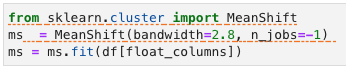 from sklearn.cluster import MeanShift
ms  = MeanShift(bandwidth=2.8, n_jobs=-1)
ms = ms.fit(df[float_columns])